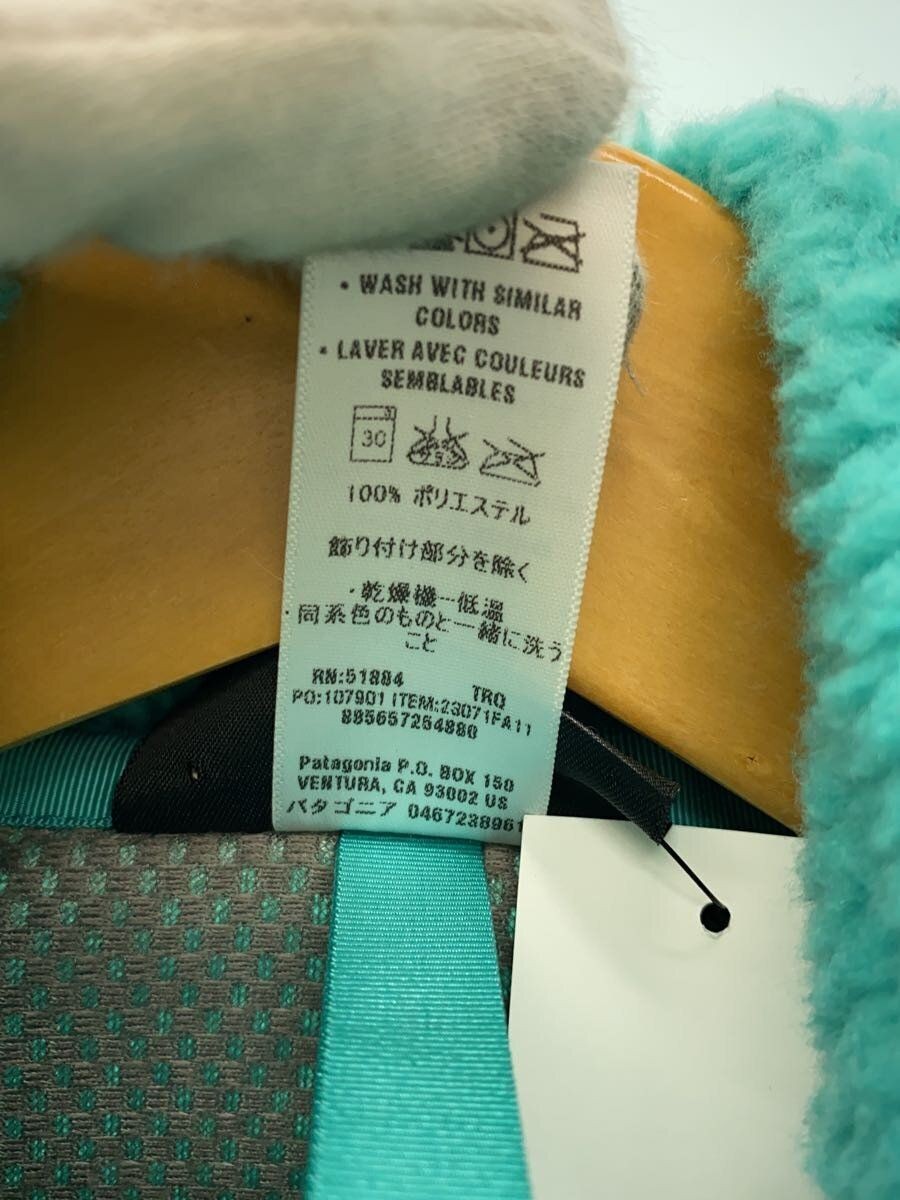 • WASH WITH SIMILAR
COLORS
• LAVER AVEC COULEURS
SEMBLABLES
30
100% ポリエステル
飾り付け部分を除く
・乾燥機ー低温
・同系色のものと一緒に洗う
こと
RN:51884 TRQ
PO:107901 ITEM:23071FA11
885657254880
Patagonia P.O. BOX 150
VENTURA, CA 93002 US
パタゴニア 0467238961